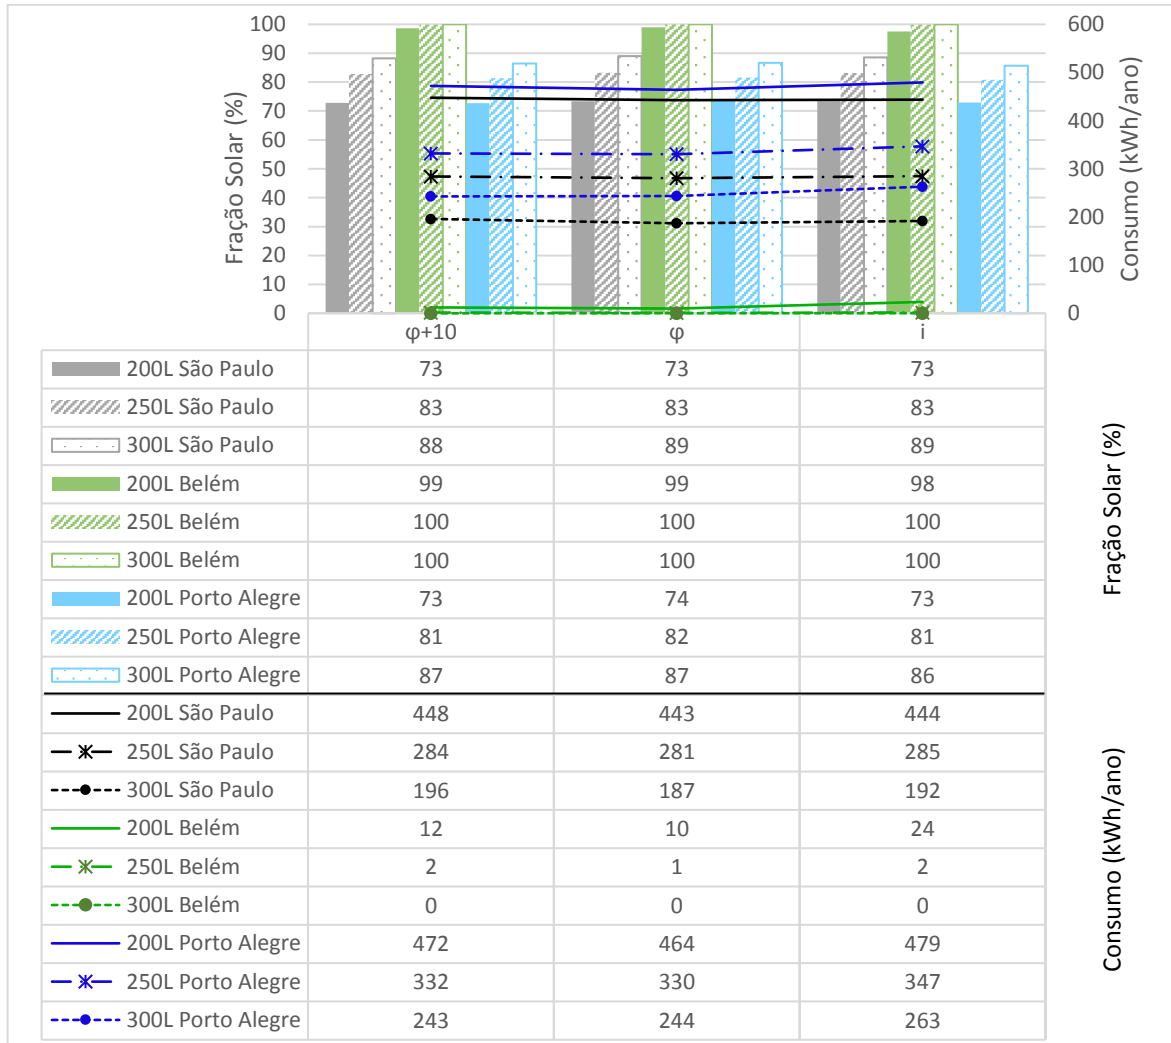 Fração Solar (%)
100
90
80
70
60
50
40
30
20
10
0
600
500
400
300
200
100
0
Consumo (kWh/ano)
φ+10 φ i
200L São Paulo 73 73 73
250L São Paulo 83 83 83
300L São Paulo 88 89 89
200L Belém 99 99 98
250L Belém 100 100 100
300L Belém 100 100 100
200L Porto Alegre 73 74 73
250L Porto Alegre 81 82 81
300L Porto Alegre 87 87 86
Fração Solar (%)
200L São Paulo 448 443 444
250L São Paulo 284 281 285
300L São Paulo 196 187 192
200L Belém 12 10 24
250L Belém 2 1 2
300L Belém 0 0 0
200L Porto Alegre 472 464 479
250L Porto Alegre 332 330 347
300L Porto Alegre 243 244 263
Consumo (kWh/ano)